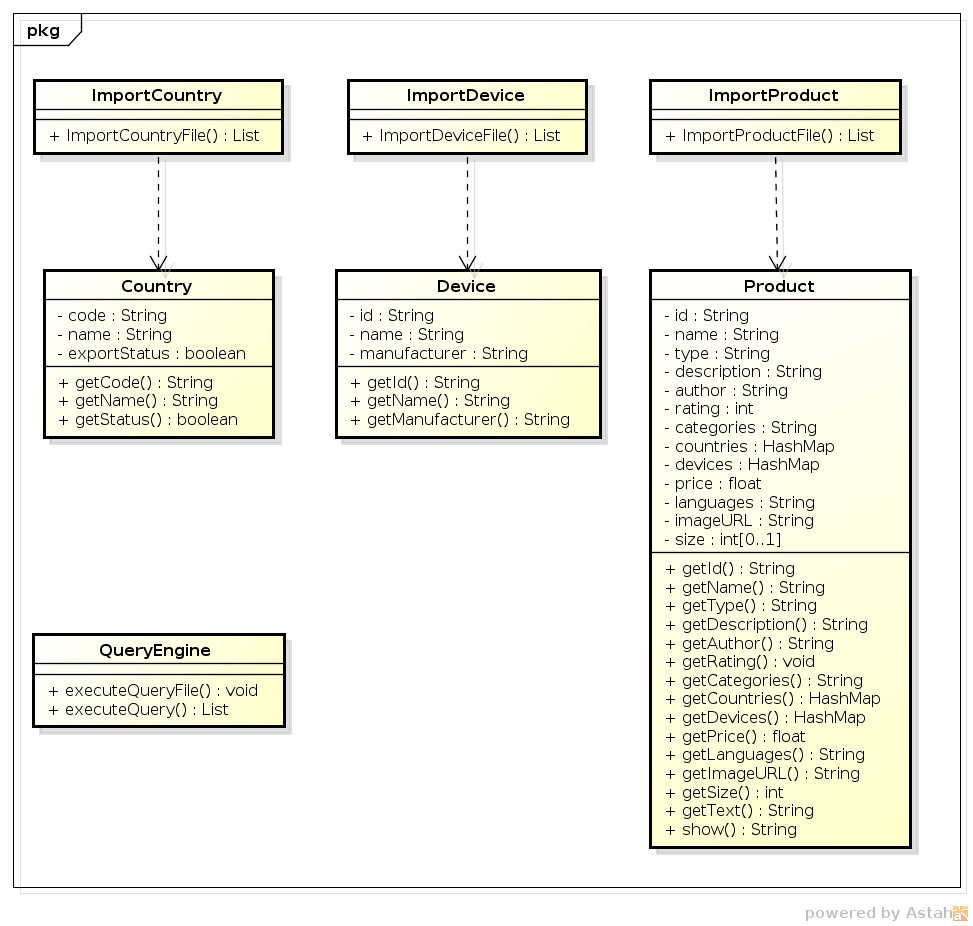 pkg
ImportCountry
+ ImportCountryFile() : List
ImportDevice
+ ImportDeviceFile() : List
ImportProduct
+ ImportProductFile() : List
Country
- code : String
- name : String
- exportStatus : boolean
+ getCode() : String
+ getName() : String
+ getStatus() : boolean
Device
- id : String
- name : String
- manufacturer : String
+ getId() : String
+ getName() : String
+ getManufacturer() : String
Product
- id : String
- name : String
- type : String
- description : String
- author : String
- rating : int
- categories : String
- countries : HashMap
- devices : HashMap
- price : float
- languages : String
- imageURL : String
- size : int[0..1]
+ getId() : String
+ getName() : String
+ getType() : String
+ getDescription() : String
+ getAuthor() : String
+ getRating() : void
+ getCategories() : String
+ getCountries() : HashMap
+ getDevices() : HashMap
+ getPrice() : float
+ getLanguages() : String
+ getImageURL() : String
+ getSize() : int
+ getText() : String
+ show() : String
QueryEngine
+ executeQueryFile() : void
+ executeQuery() : List
powered by Astah